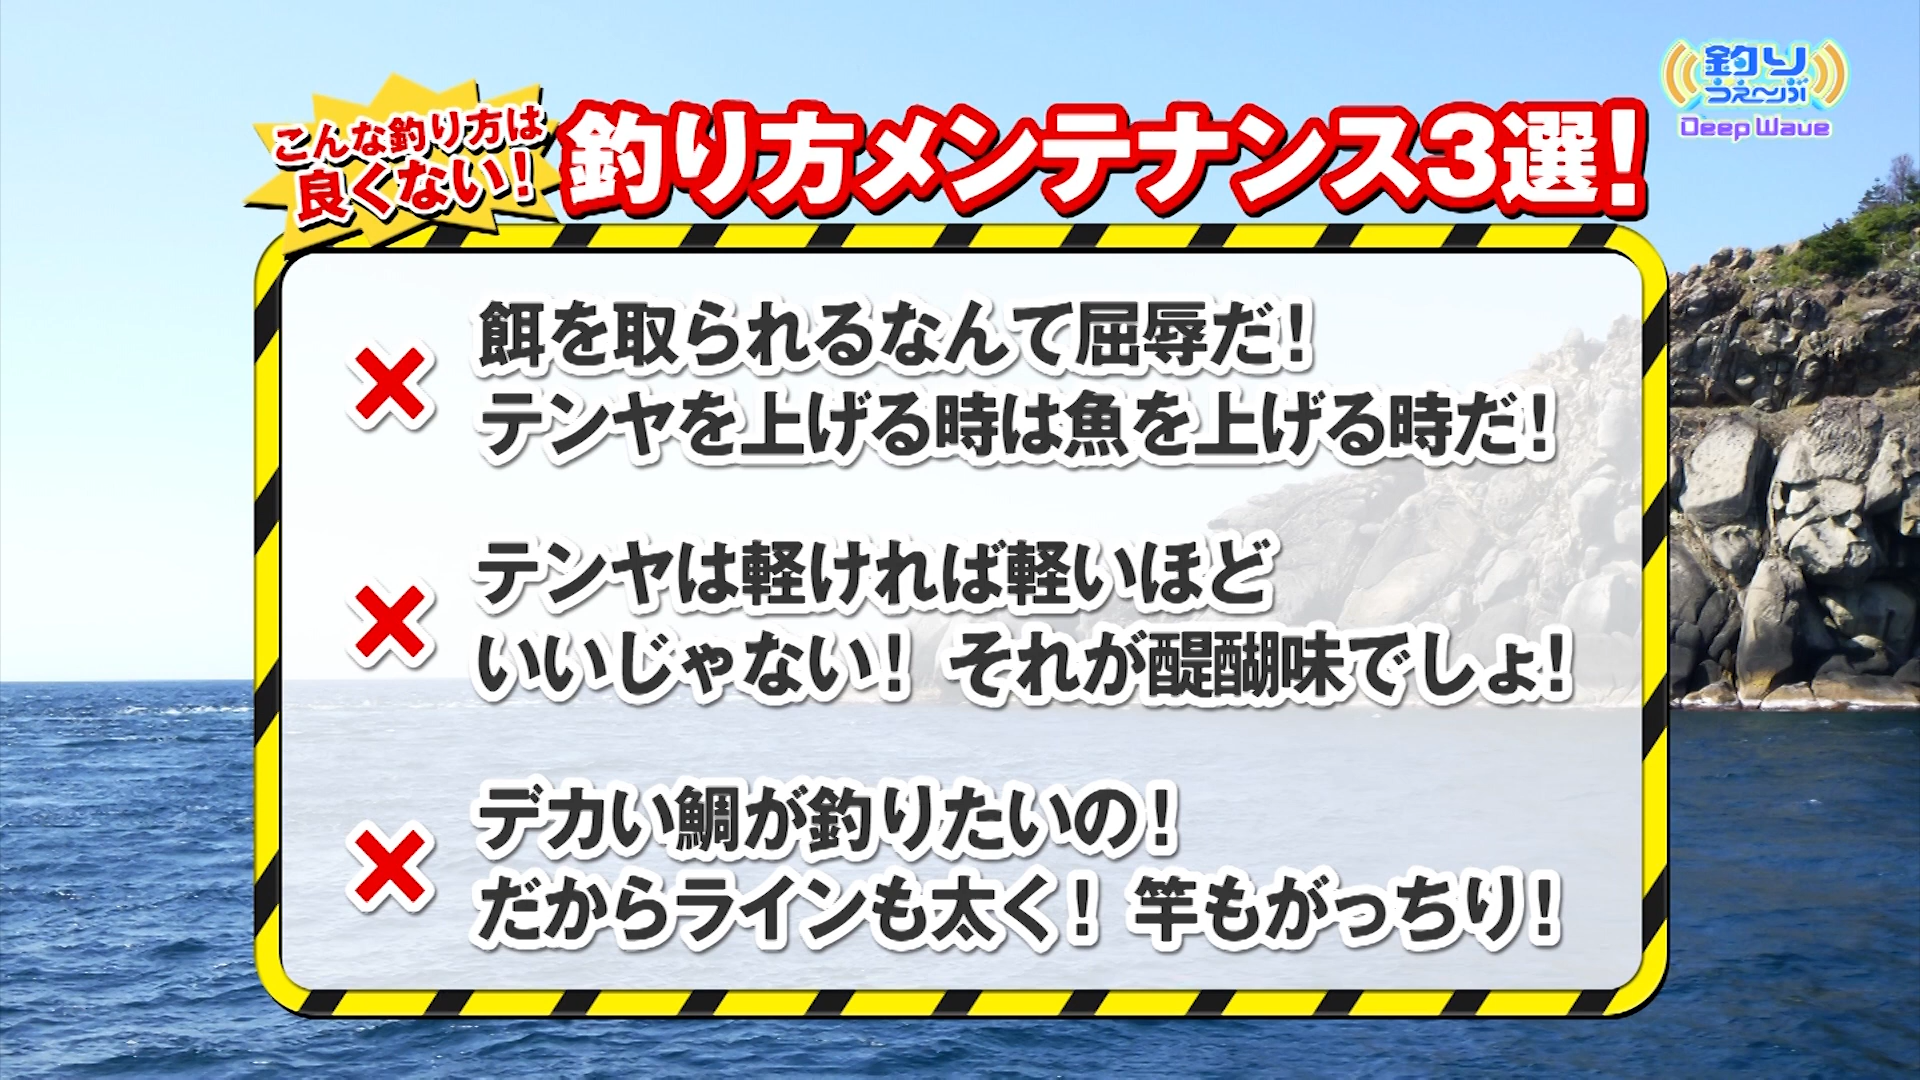 こんな釣り方は
良くない!
釣り方メンテナンス3選!
釣り
うぇ〜ぶ
Deep Wave
× 餌を取られるなんて屈辱だ!
テンヤを上げる時は魚を上げる時だ!
× テンヤは軽ければ軽いほど
いいじゃない! それが醍醐味でしょ!
× デカい鯛が釣りたいの!
だからラインも太く! 竿もがっちり!